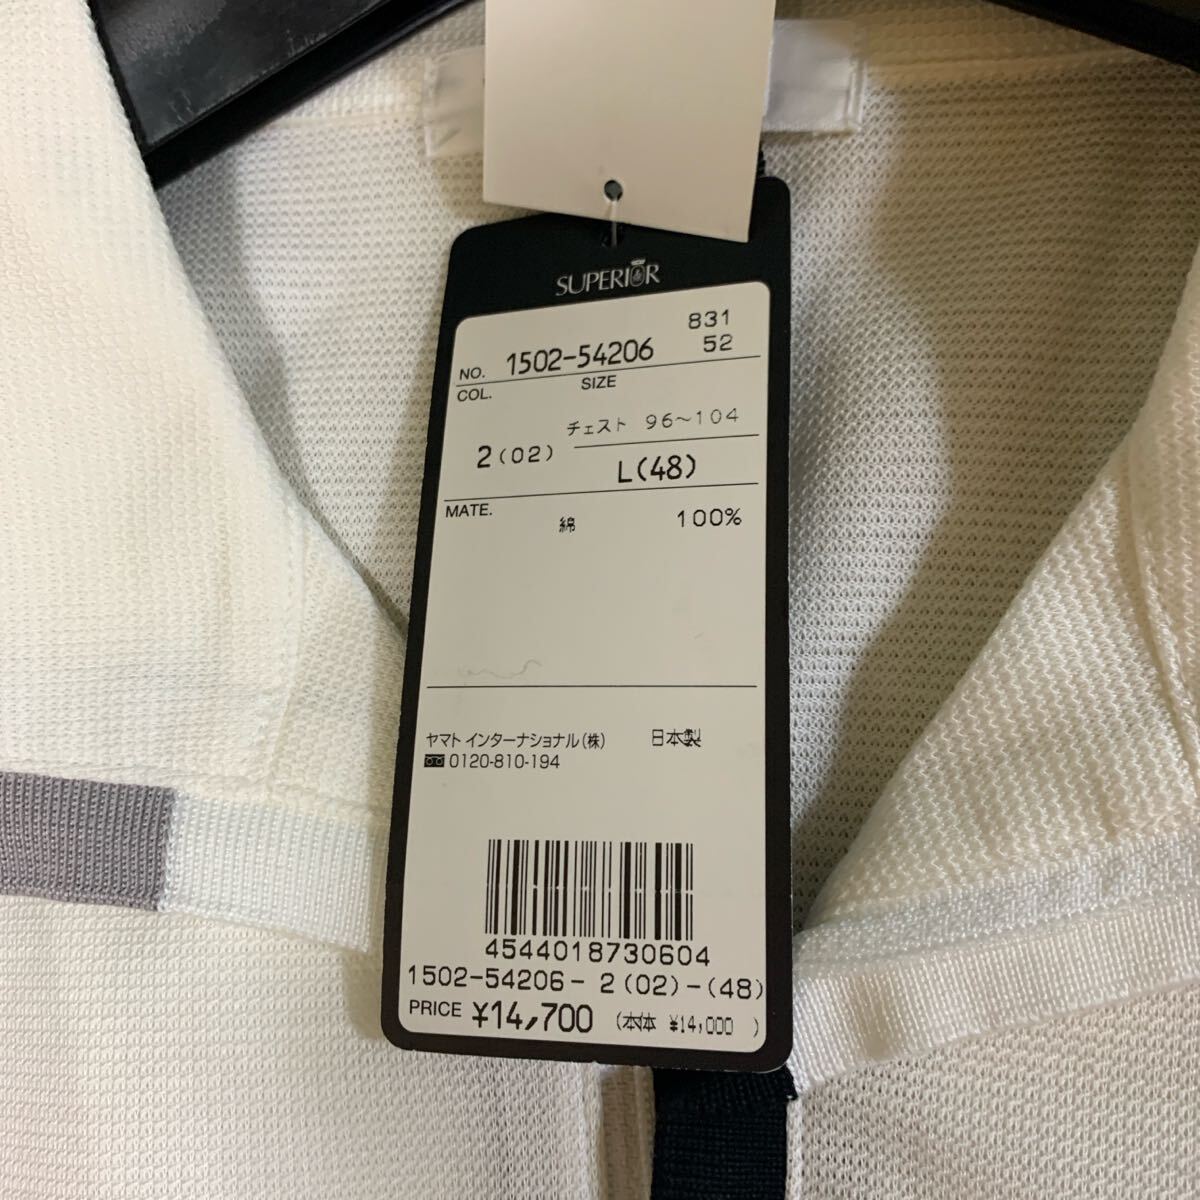 SUPERIOR
831
NO. 1502-54206 52
COL. SIZE
チェスト 96～104
2(02)
L(48)
MATE.
綿 100%
ヤマト インターナショナル(株) 日本製
0120-810-194
4544018730604
1502-54206- 2(02)-(48)
PRICE ¥14,700 (本体 ¥14,000 )